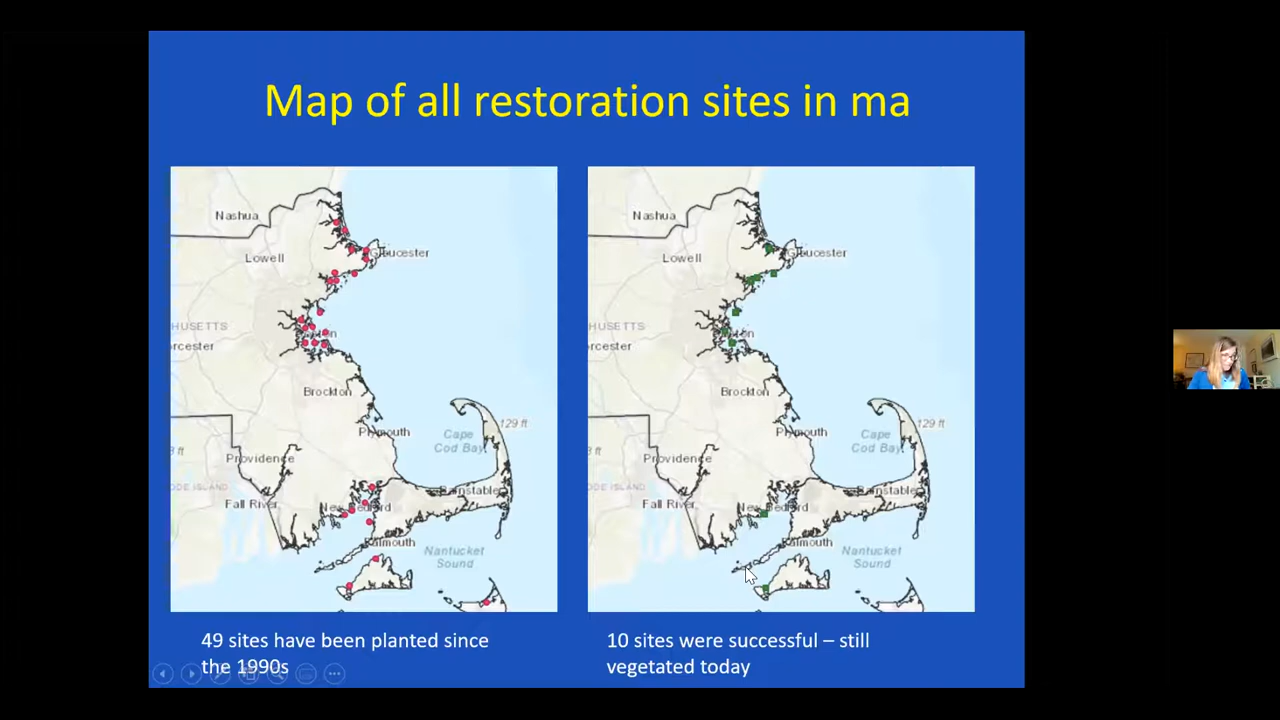 Map of all restoration sites in ma
Nashua
Lowell
Gloucester
HUSETTS
rcester
Brockton
Plymouth
Cape
Cod Bay
129 ft
Providence
ODE ISLAND
Fall River
New Bedford
Barnstable
Falmouth
Nantucket
Sound
Nashua
Lowell
Gloucester
HUSETTS
rcester
Brockton
Plymouth
Cape
Cod Bay
129 ft
Providence
ODE ISLAND
Fall River
New Bedford
Barnstable
Falmouth
Nantucket
Sound
49 sites have been planted since
the 1990s
10 sites were successful – still
vegetated today